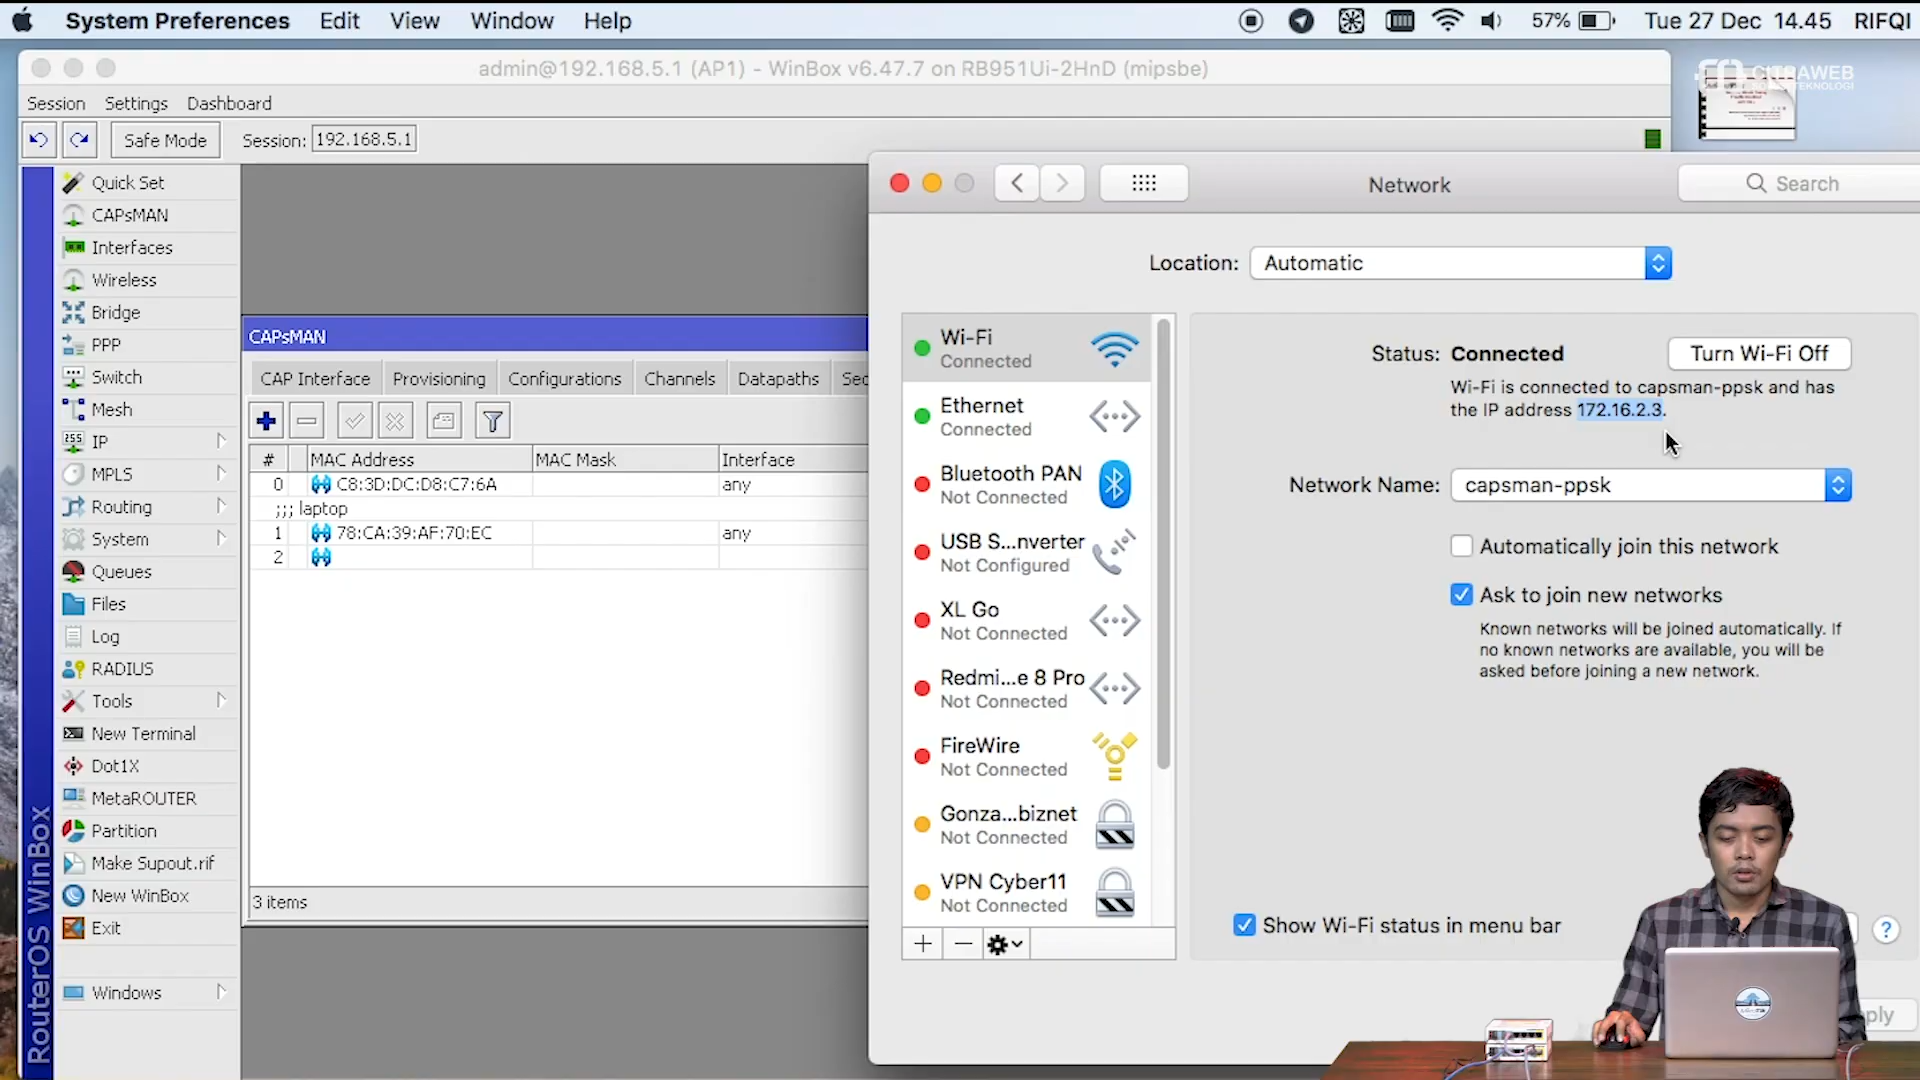 System Preferences Edit View Window Help 57% Tue 27 Dec 14.45 RIFQI
admin@192.168.5.1 (AP1) - WinBox v6.47.7 on RB951Ui-2HnD (mipsbe)
CITRAWEB
TEKNOLOGI
Session Settings Dashboard
Safe Mode Session: 192.168.5.1
Quick Set
CAPsMAN
Interfaces
Wireless
Bridge
PPP
Switch
Mesh
255 IP
MPLS
Routing
System
Queues
Files
Log
RADIUS
Tools
New Terminal
Dot1X
MetaROUTER
Partition
Make Supout.rif
New WinBox
Exit
Windows
RouterOS WinBox
CAPsMAN
CAP Interface Provisioning Configurations Channels Datapaths Sec
# MAC Address MAC Mask Interface
0 C8:3D:DC:D8:C7:6A any
;;; laptop
1 78:CA:39:AF:70:EC any
2
3 items
Network
Search
Location: Automatic
Wi-Fi
Connected
Ethernet
Connected
Bluetooth PAN
Not Connected
USB S...nverter
Not Configured
XL Go
Not Connected
Redmi...e 8 Pro
Not Connected
FireWire
Not Connected
Gonza...biznet
Not Connected
VPN Cyber11
Not Connected
Status: Connected Turn Wi-Fi Off
Wi-Fi is connected to capsman-ppsk and has
the IP address 172.16.2.3.
Network Name: capsman-ppsk
Automatically join this network
Ask to join new networks
Known networks will be joined automatically. If
no known networks are available, you will be
asked before joining a new network.
Show Wi-Fi status in menu bar ?
ply